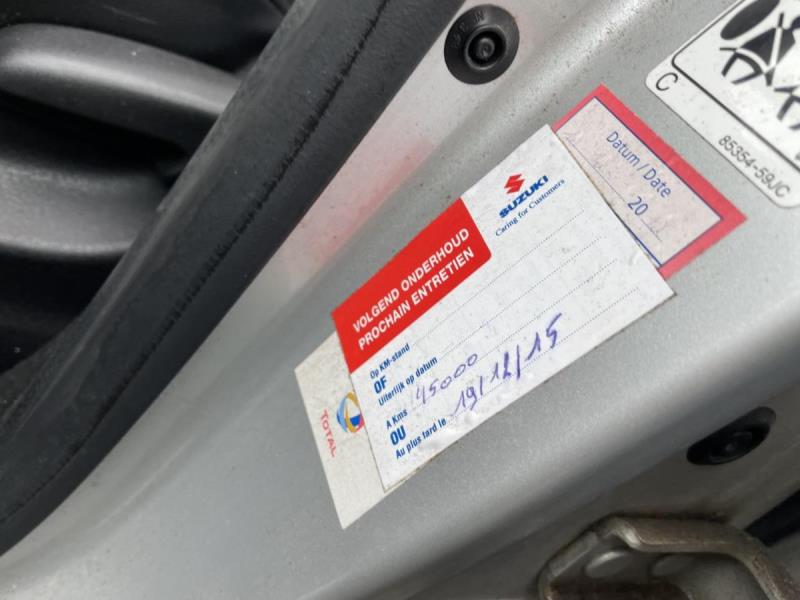 C
85354-59JC
Datum / Date
20
SUZUKI
Caring for Customers
VOLGEND ONDERHOUD
PROCHAIN ENTRETIEN
Op KM-stand
OF
Uiterlijk op datum
A Kms 45000
OU
Au plus tard le 19/12/15
TOTAL